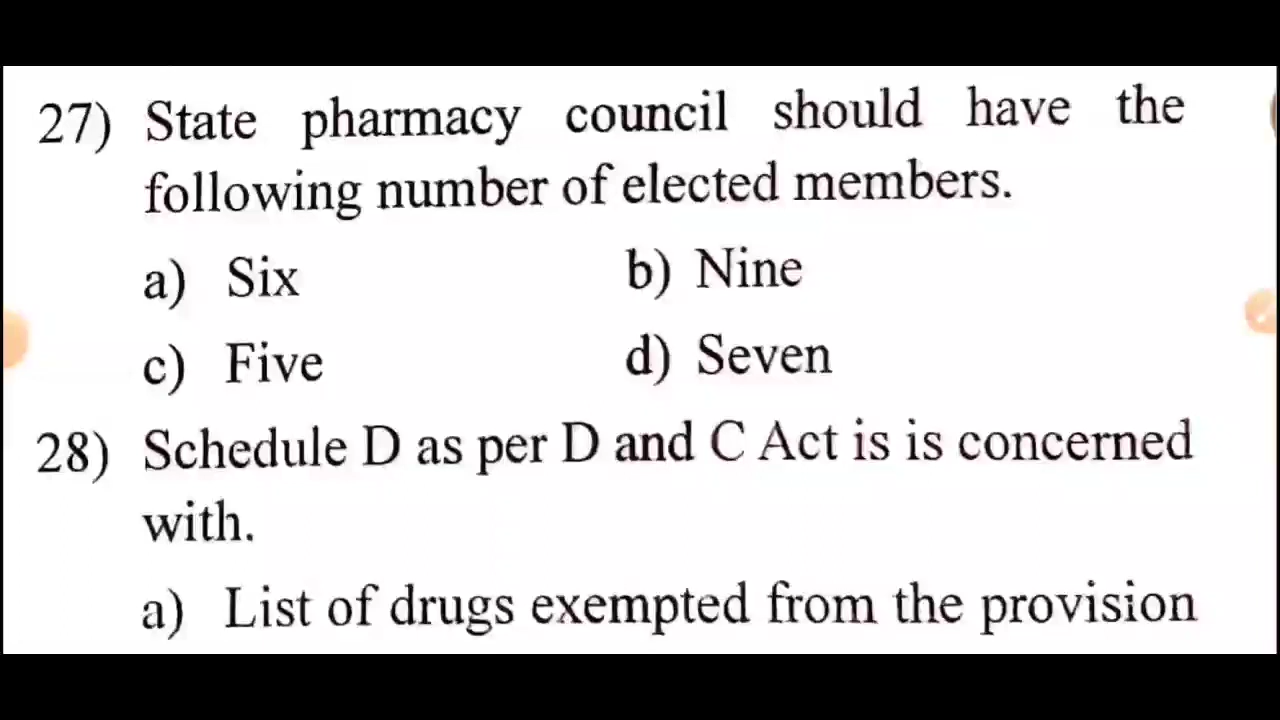 27) State pharmacy council should have the
following number of elected members.
a) Six b) Nine
c) Five d) Seven
28) Schedule D as per D and C Act is is concerned
with.
a) List of drugs exempted from the provision